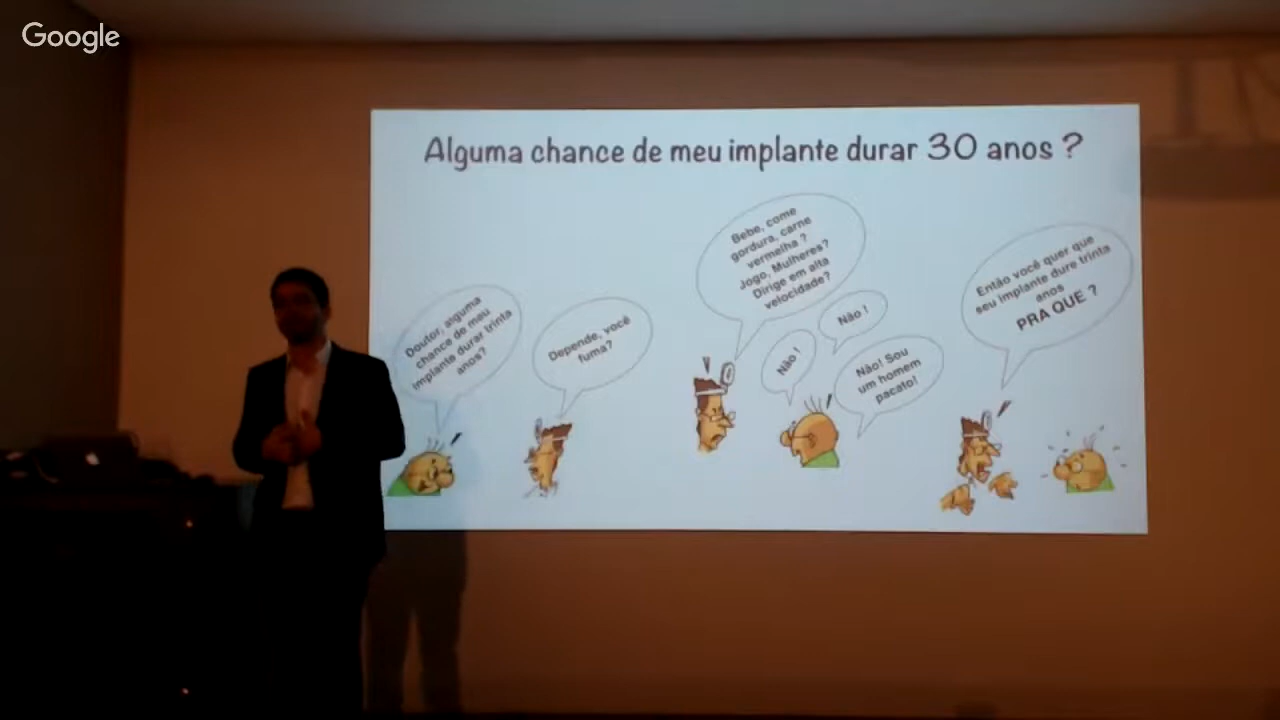 Google
Alguma chance de meu implante durar 30 anos ?
Doutor, alguma
chance de meu
implante durar trinta
anos?
Depende, você
fuma?
Bebe, come
gordura, carne
vermelha ?
Jogo, Mulheres?
Dirige em alta
velocidade?
Não !
Não !
Não! Sou
um homem
pacato!
Então você quer que
seu implante dure trinta
anos
PRA QUE ?